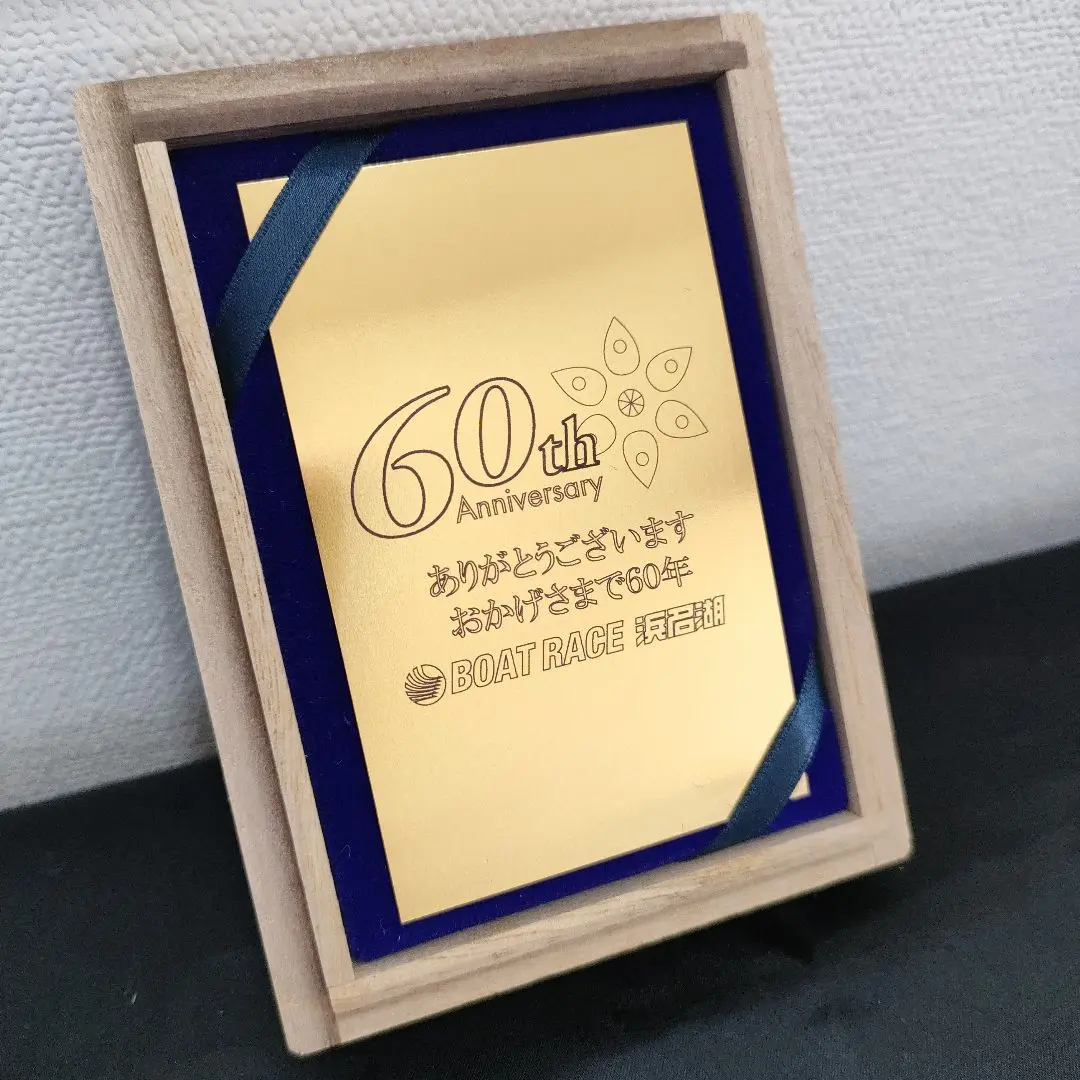 60th
Anniversary
ありがとうございます
おかげさまで60年
BOAT RACE 浜名湖